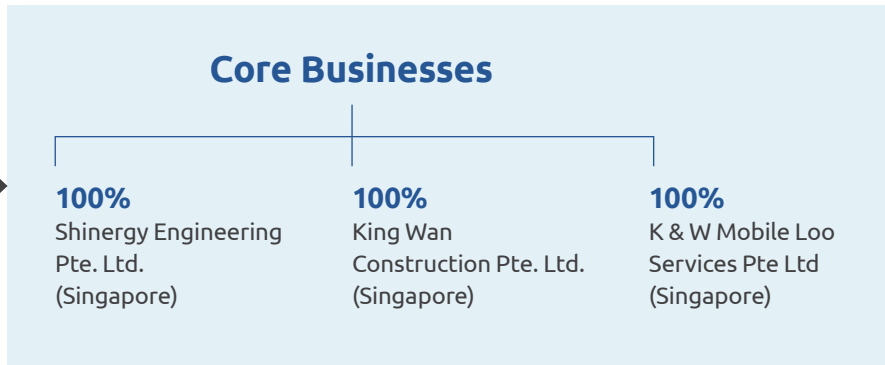 Core Businesses
100%
Shinergy Engineering
Pte. Ltd.
(Singapore)
100%
King Wan
Construction Pte. Ltd.
(Singapore)
100%
K & W Mobile Loo
Services Pte Ltd
(Singapore)